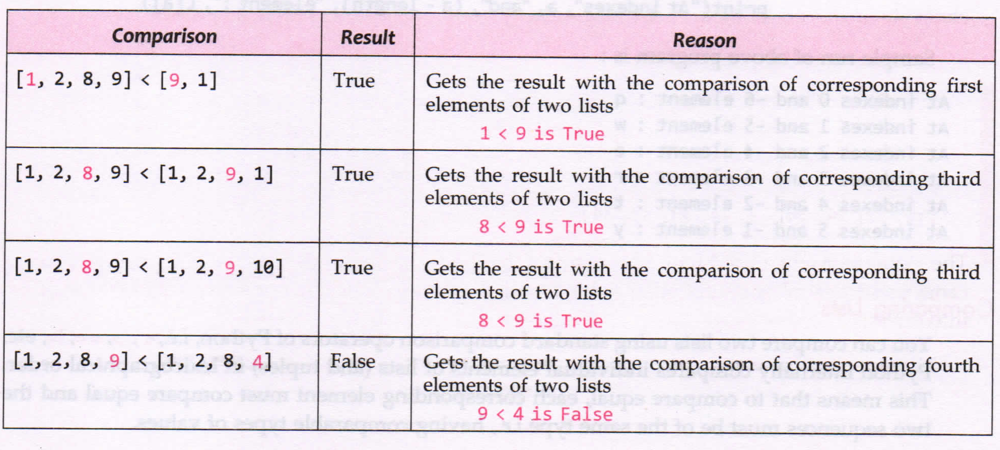 Comparison Result Reason
[1, 2, 8, 9] < [9, 1] True Gets the result with the comparison of corresponding first
elements of two lists
1 < 9 is True
[1, 2, 8, 9] < [1, 2, 9, 1] True Gets the result with the comparison of corresponding third
elements of two lists
8 < 9 is True
[1, 2, 8, 9] < [1, 2, 9, 10] True Gets the result with the comparison of corresponding third
elements of two lists
8 < 9 is True
[1, 2, 8, 9] < [1, 2, 8, 4] False Gets the result with the comparison of corresponding fourth
elements of two lists
9 < 4 is False